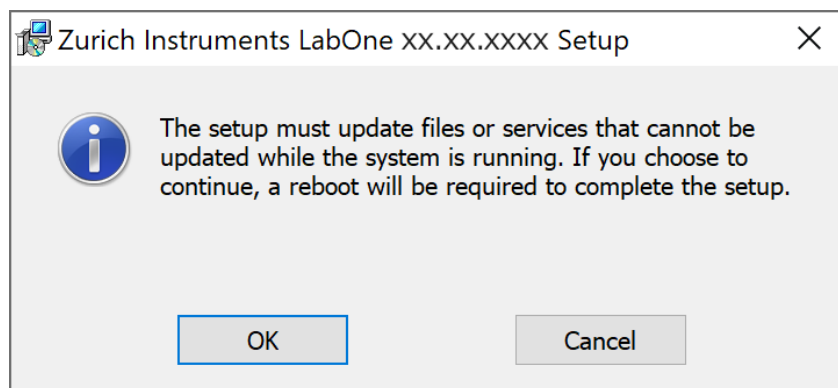 Zurich Instruments LabOne xx.xx.xxxx Setup
The setup must update files or services that cannot be
updated while the system is running. If you choose to
continue, a reboot will be required to complete the setup.
OK
Cancel